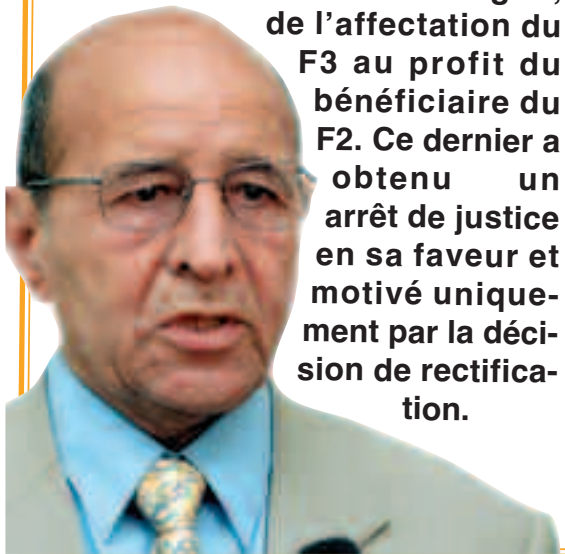 de l'affectation du
F3 au profit du
bénéficiaire du
F2. Ce dernier a
obtenu un
arrêt de justice
en sa faveur et
motivé unique-
ment par la déci-
sion de rectifica-
tion.